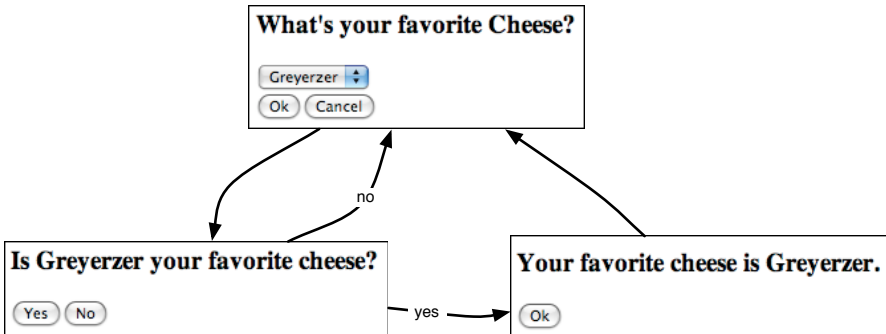 What's your favorite Cheese?
Greyerzer
Ok Cancel
no
Is Greyerzer your favorite cheese?
Yes No
yes
Your favorite cheese is Greyerzer.
Ok